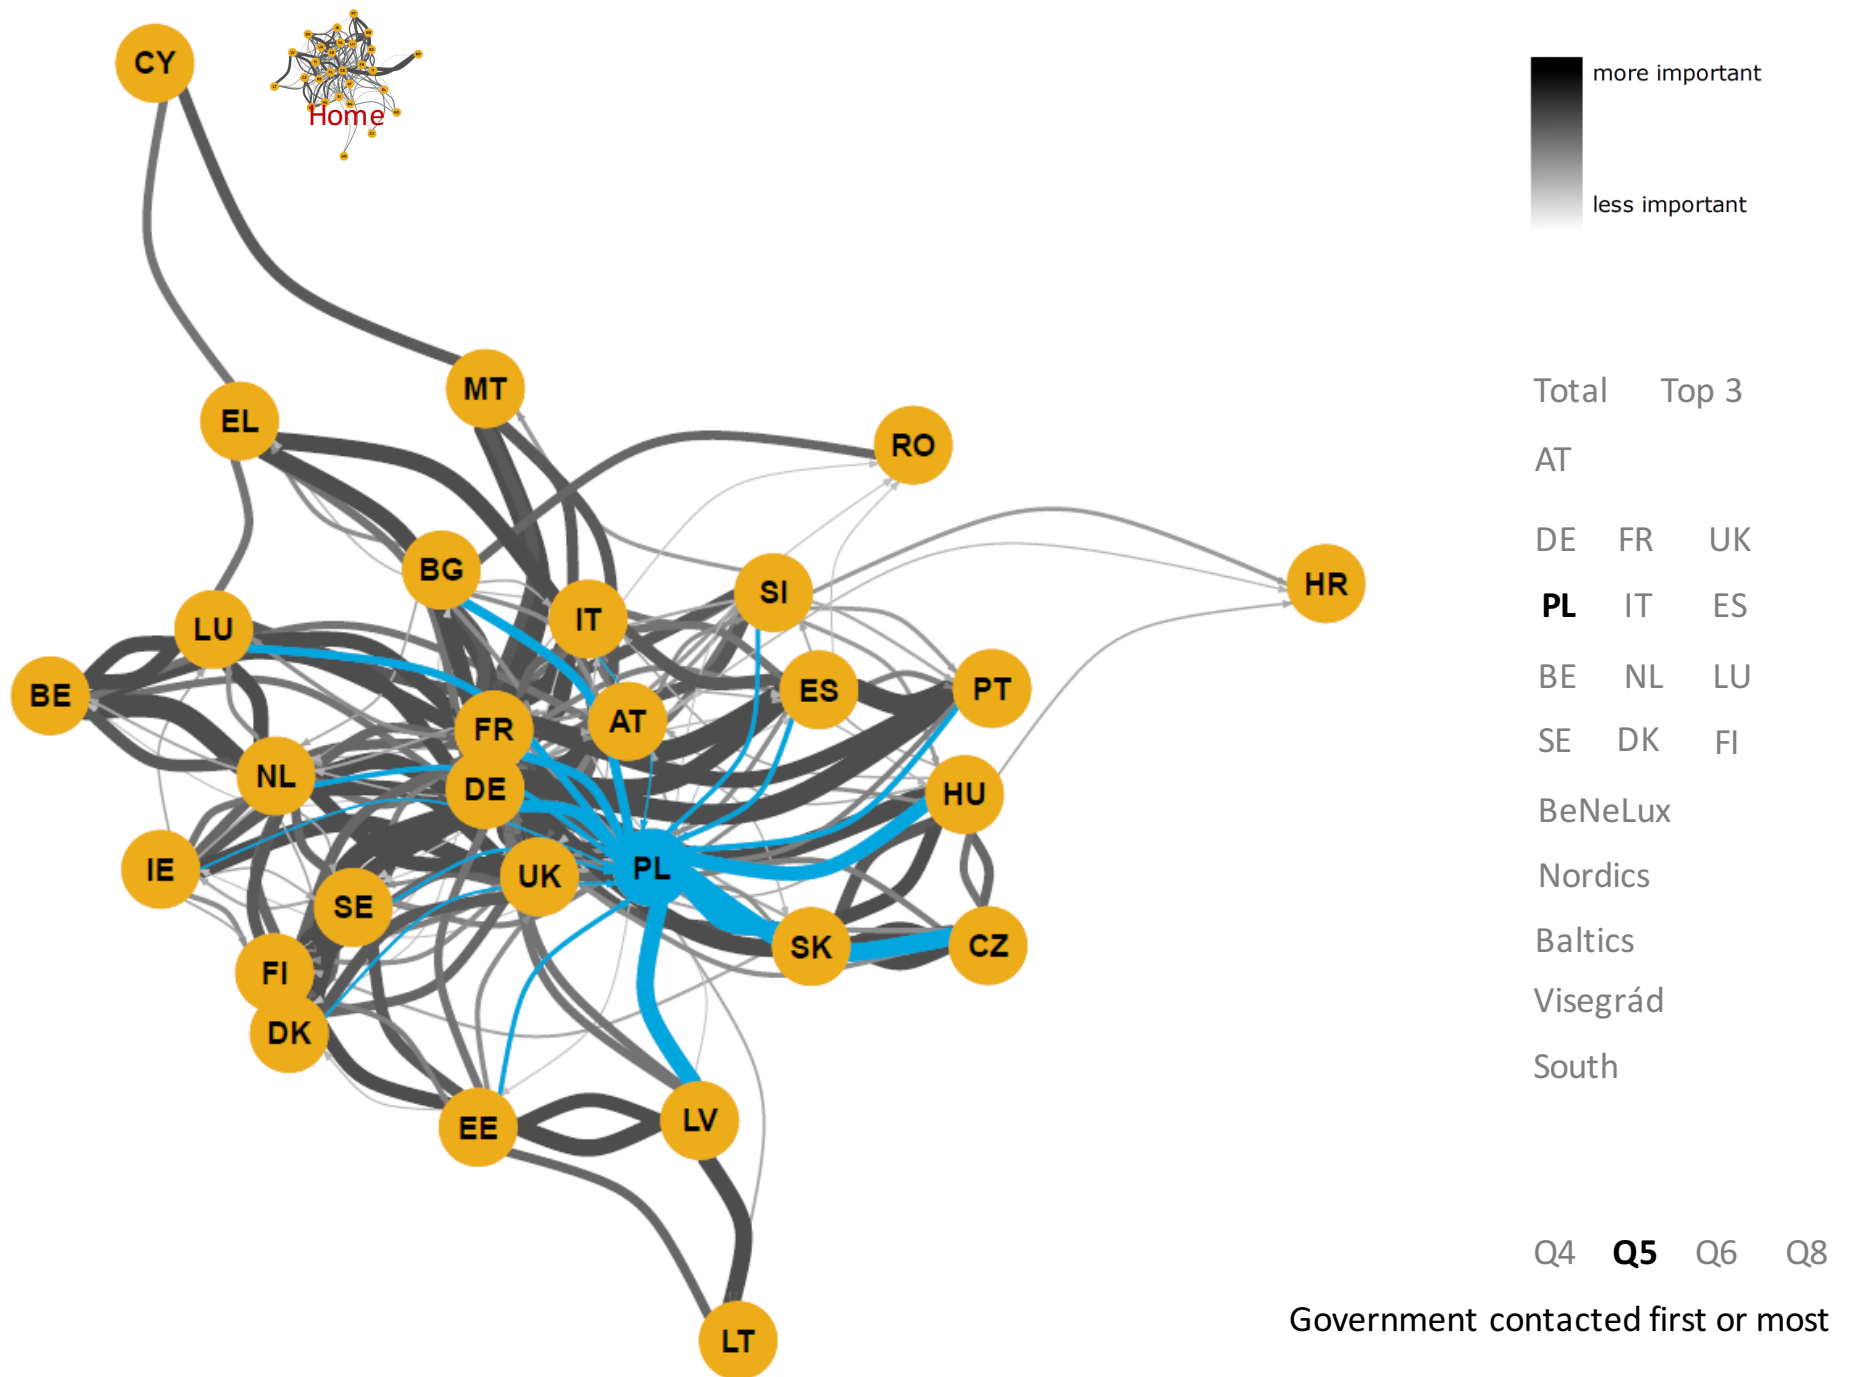 CY
Home
more important
less important
MT
EL
RO
Total Top 3
AT
BG
SI
IT
HR
DE FR UK
LU
BE
ES
PT
PL IT ES
FR
AT
NL
DE
HU
BE NL LU
IE
UK
PL
SE DK FI
SE
SK
CZ
BeNeLux
FI
DK
Nordics
Baltics
Visegrád
EE
LV
South
Q4 Q5 Q6 Q8
LT
Government contacted first or most